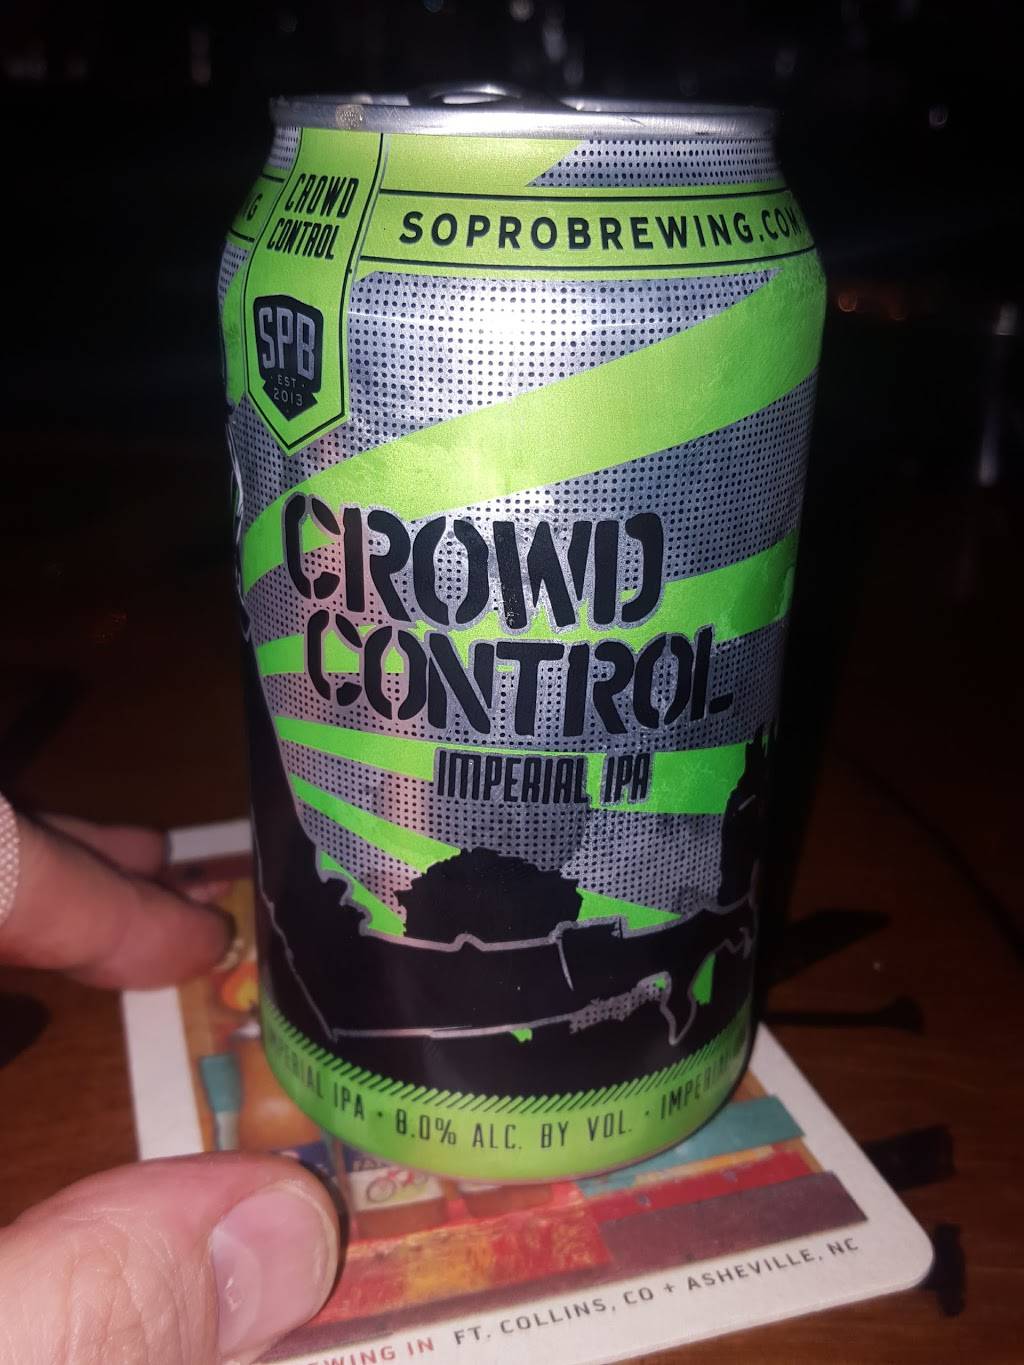 CROWD
CONTROL
SOPROBREWING.COM
SPB
EST
2013
CROWD
CONTROL
IMPERIAL IPA
IPA · 8.0% ALC. BY VOL. ·
IN FT. COLLINS, CO + ASHEVILLE, NC